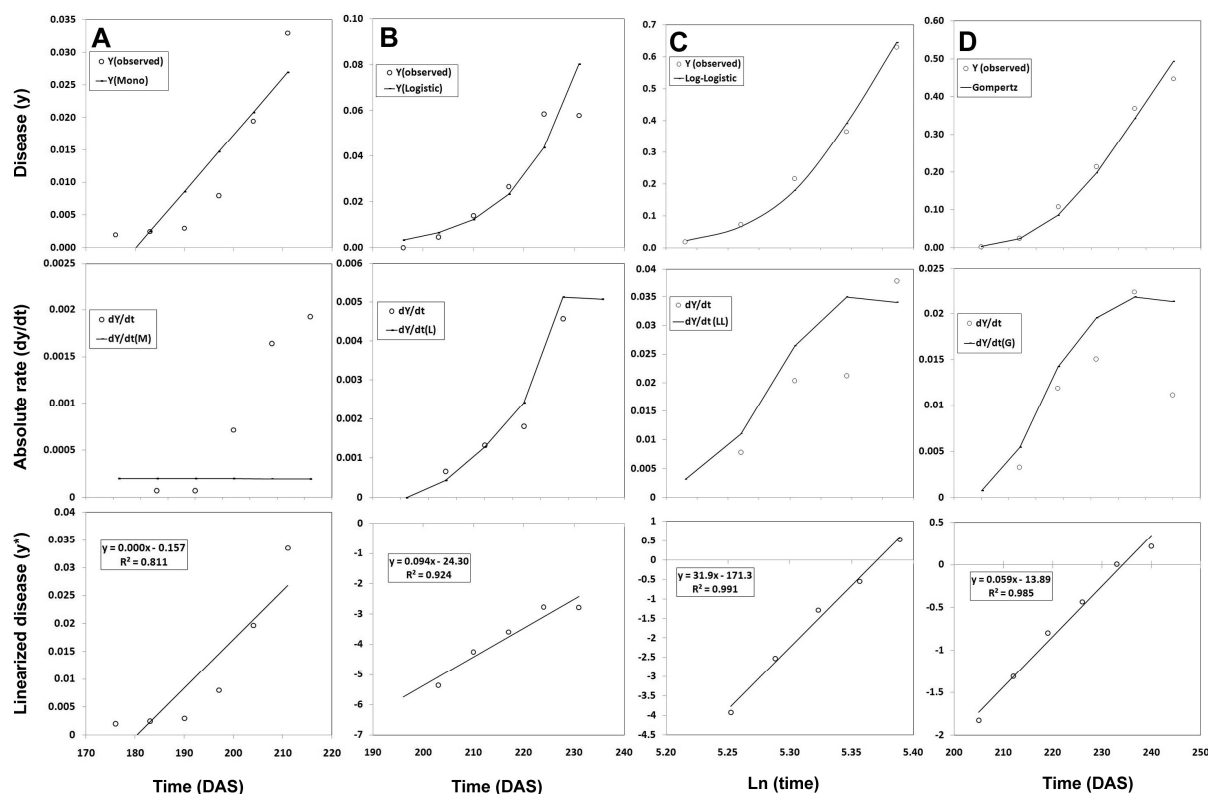 A
B
C
D
Disease (y)
0.035
0.030
0.025
0.020
0.015
0.010
0.005
0.000
Y(observed)
Y(Mono)
0.10
0.08
0.06
0.04
0.02
0.00
Y(observed)
Y(Logistic)
0.7
0.6
0.5
0.4
0.3
0.2
0.1
0.0
Y (observed)
Log-Logistic
0.60
0.50
0.40
0.30
0.20
0.10
0.00
Y (observed)
Gompertz
Absolute rate (dy/dt)
0.0025
0.002
0.0015
0.001
0.0005
0
dY/dt
dY/dt(M)
0.006
0.005
0.004
0.003
0.002
0.001
0
dY/dt
dY/dt(L)
0.04
0.035
0.03
0.025
0.02
0.015
0.01
0.005
0
dY/dt
dY/dt (LL)
0.025
0.02
0.015
0.01
0.005
0
dY/dt
dY/dt(G)
Linearized disease (y*)
0.04
0.035
0.03
0.025
0.02
0.015
0.01
0.005
0
y = 0.000x - 0.157
R² = 0.811
170 180 190 200 210 220
Time (DAS)
0
-1
-2
-3
-4
-5
-6
-7
y = 0.094x - 24.30
R² = 0.924
190 200 210 220 230 240
Time (DAS)
1
0.5
0
-0.5
-1
-1.5
-2
-2.5
-3
-3.5
-4
-4.5
y = 31.9x - 171.3
R² = 0.991
5.20 5.25 5.30 5.35 5.40
Ln (time)
0.5
0
-0.5
-1
-1.5
-2
y = 0.059x - 13.89
R² = 0.985
200 210 220 230 240 250
Time (DAS)